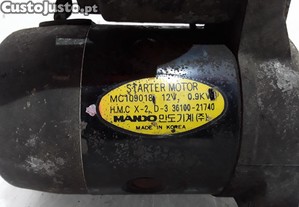 CustoJusto.pt
STARTER MOTOR
MC109018 12V, 0.9KW
H.M.C X-2, D-3 36100-21740
MANDO 만도기계(주)
MADE IN KOREA